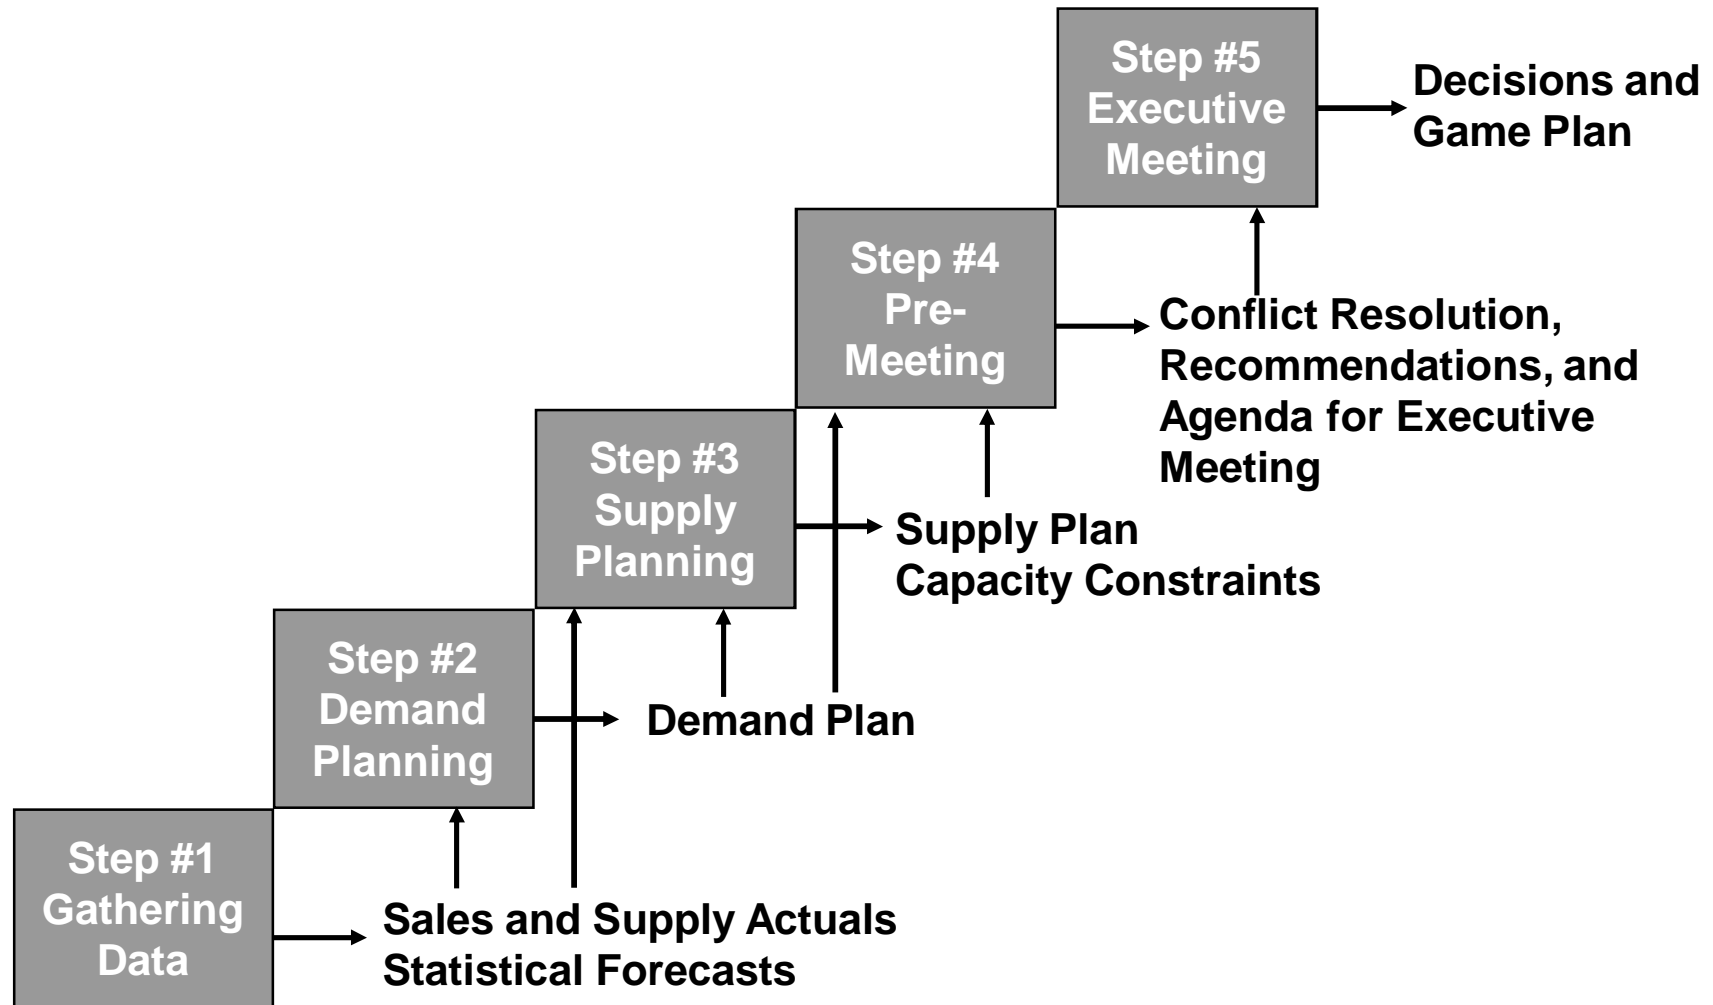 Step #5
Executive
Meeting
Decisions and
Game Plan
Step #4
Pre-
Meeting
Conflict Resolution,
Recommendations, and
Agenda for Executive
Meeting
Step #3
Supply
Planning
Supply Plan
Capacity Constraints
Step #2
Demand
Planning
Demand Plan
Step #1
Gathering
Data
Sales and Supply Actuals
Statistical Forecasts